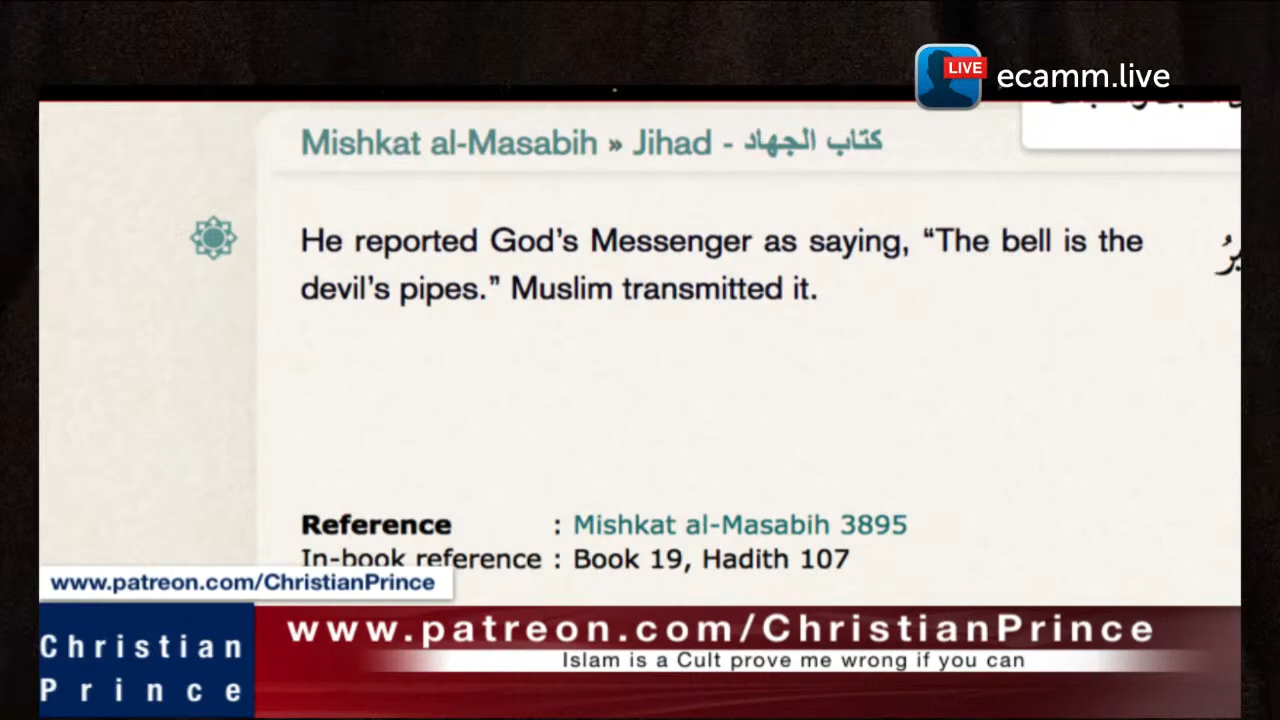 LIVE
ecamm.live
Mishkat al-Masabih » Jihad - كتاب الجهاد
He reported God's Messenger as saying, “The bell is the
devil's pipes.” Muslim transmitted it.
Reference : Mishkat al-Masabih 3895
In-book reference : Book 19, Hadith 107
www.patreon.com/ChristianPrince
Christian
Prince
www.patreon.com/ChristianPrince
Islam is a Cult prove me wrong if you can